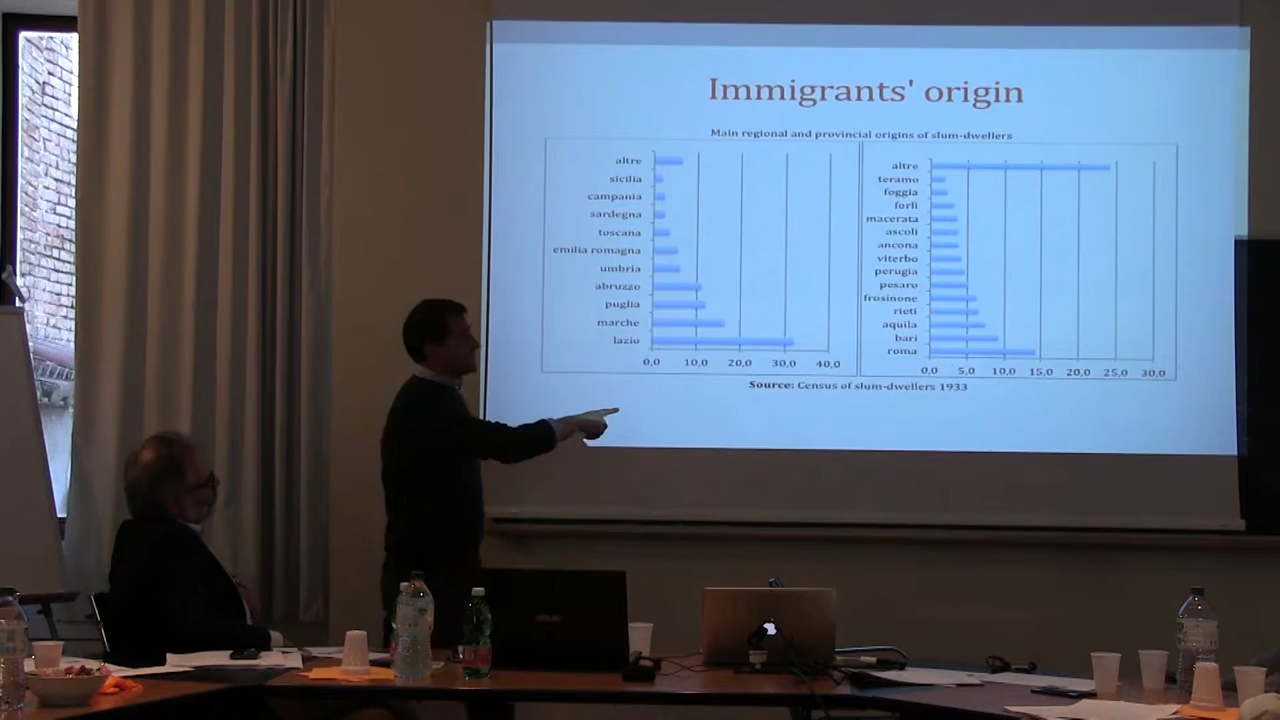 Immigrants' origin
Main regional and provincial origins of slum-dwellers
altre
sicilia
campania
sardegna
toscana
emilia romagna
umbria
abruzzo
puglia
marche
lazio
0,0 10,0 20,0 30,0 40,0
altre
teramo
foggia
forlì
macerata
ascoli
ancona
viterbo
perugia
pesaro
frosinone
rieti
aquila
bari
roma
0,0 5,0 10,0 15,0 20,0 25,0 30,0
Source: Census of slum-dwellers 1933